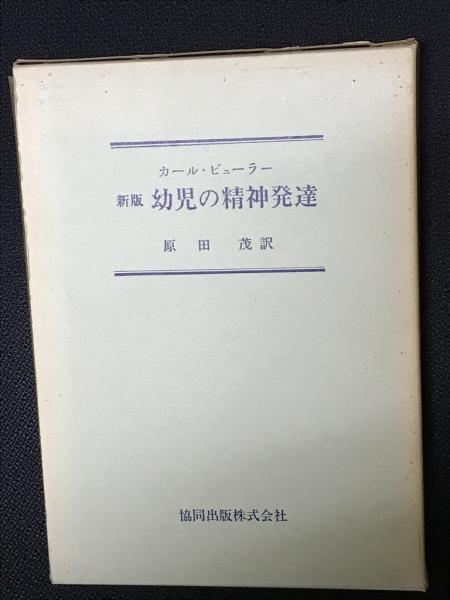 カール・ビューラー
新版 幼児の精神発達
原田 茂訳
協同出版株式会社